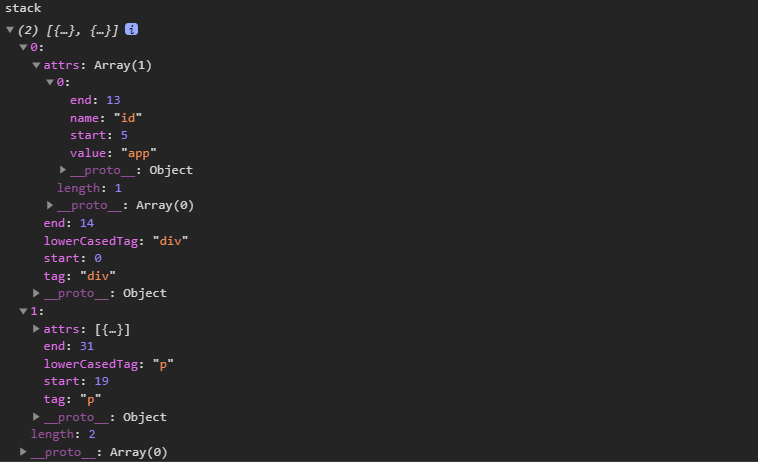 stack
(2) [{…}, {…}] i
0:
attrs: Array(1)
0:
end: 13
name: "id"
start: 5
value: "app"
__proto__: Object
length: 1
__proto__: Array(0)
end: 14
lowerCasedTag: "div"
start: 0
tag: "div"
__proto__: Object
1:
attrs: [{…}]
end: 31
lowerCasedTag: "p"
start: 19
tag: "p"
__proto__: Object
length: 2
__proto__: Array(0)